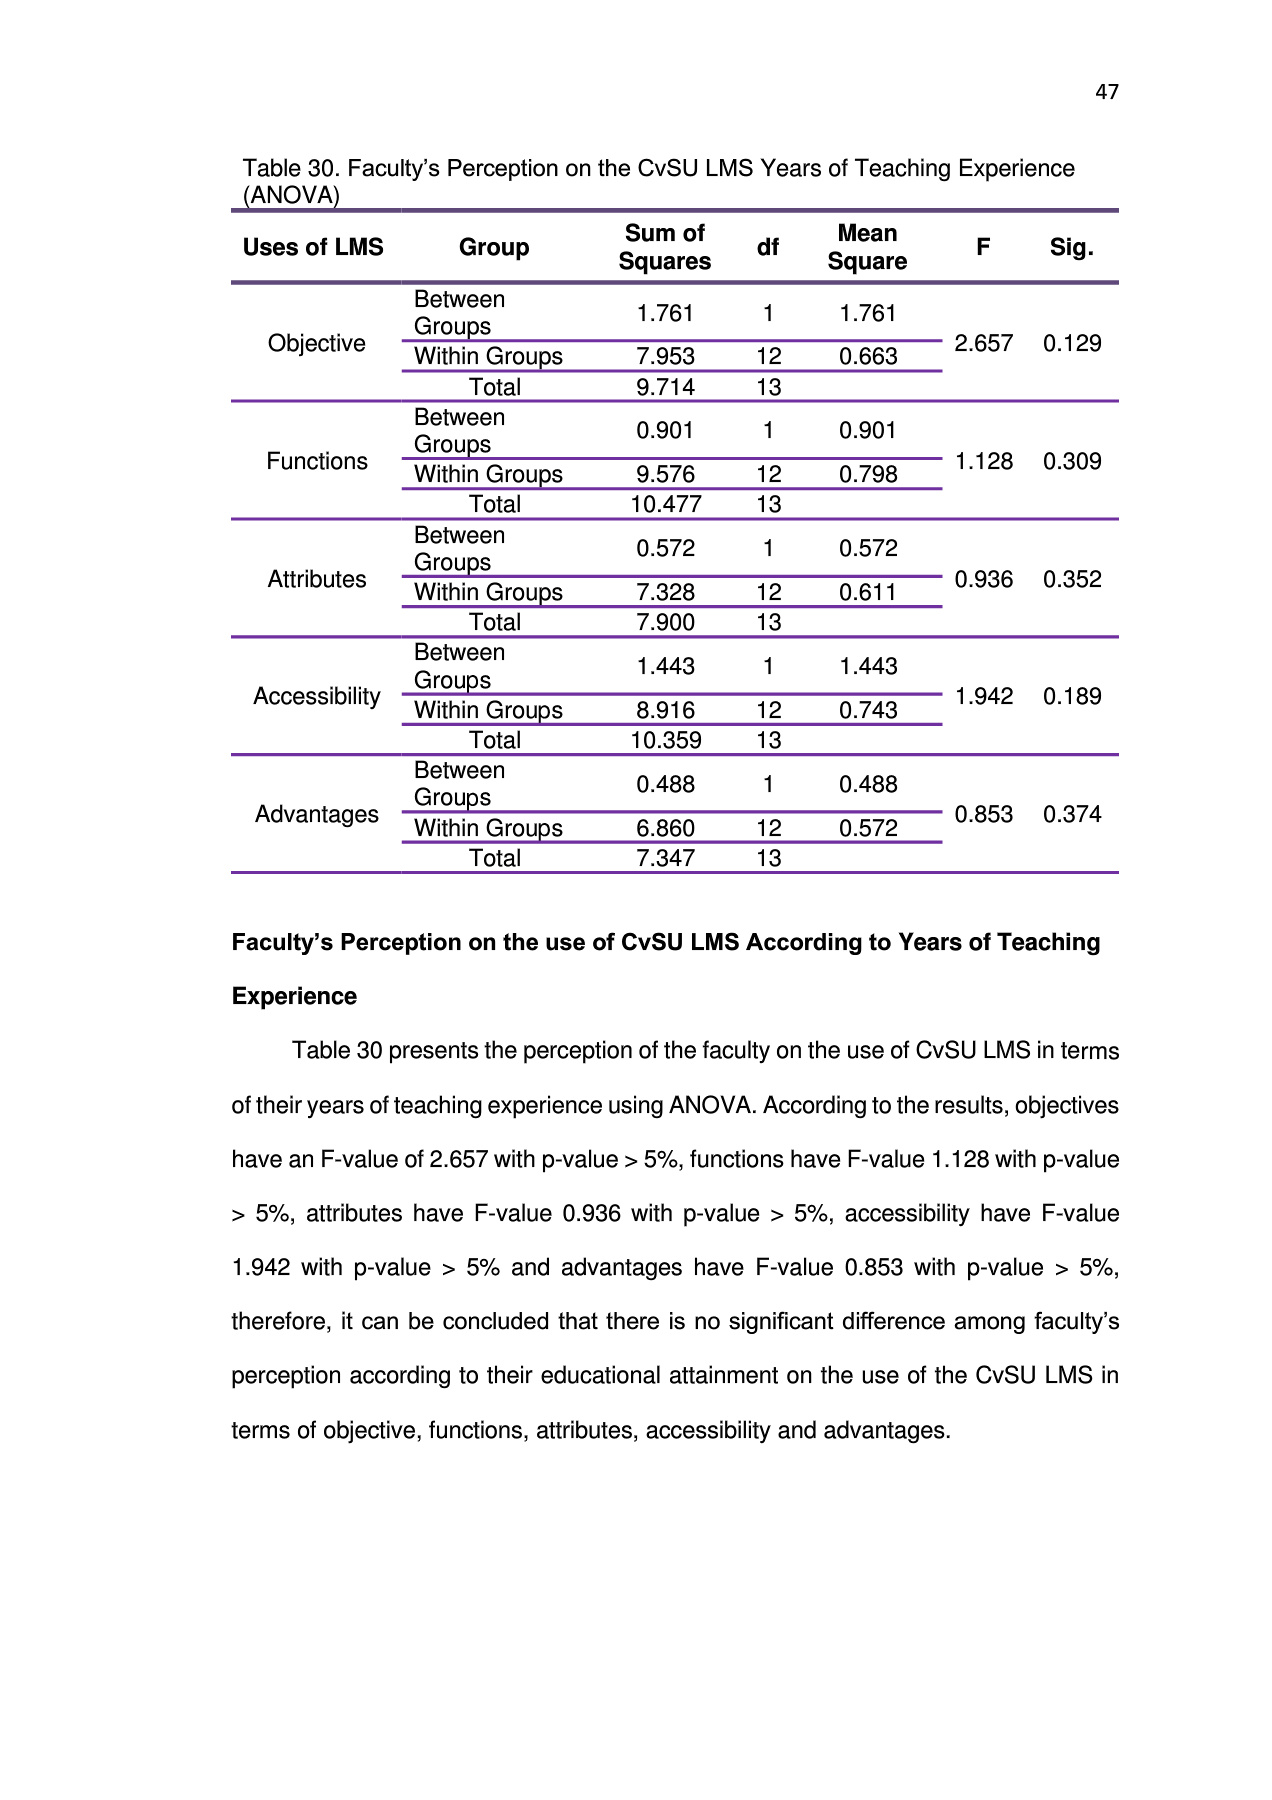 47
Table 30. Faculty’s Perception on the CvSU LMS Years of Teaching Experience
(ANOVA)
Uses of LMS Group Sum of Squares df Mean Square F Sig.
Objective Between Groups 1.761 1 1.761 2.657 0.129
Within Groups 7.953 12 0.663
Total 9.714 13
Functions Between Groups 0.901 1 0.901 1.128 0.309
Within Groups 9.576 12 0.798
Total 10.477 13
Attributes Between Groups 0.572 1 0.572 0.936 0.352
Within Groups 7.328 12 0.611
Total 7.900 13
Accessibility Between Groups 1.443 1 1.443 1.942 0.189
Within Groups 8.916 12 0.743
Total 10.359 13
Advantages Between Groups 0.488 1 0.488 0.853 0.374
Within Groups 6.860 12 0.572
Total 7.347 13
Faculty’s Perception on the use of CvSU LMS According to Years of Teaching
Experience
Table 30 presents the perception of the faculty on the use of CvSU LMS in terms
of their years of teaching experience using ANOVA. According to the results, objectives
have an F-value of 2.657 with p-value > 5%, functions have F-value 1.128 with p-value
> 5%, attributes have F-value 0.936 with p-value > 5%, accessibility have F-value
1.942 with p-value > 5% and advantages have F-value 0.853 with p-value > 5%,
therefore, it can be concluded that there is no significant difference among faculty’s
perception according to their educational attainment on the use of the CvSU LMS in
terms of objective, functions, attributes, accessibility and advantages.